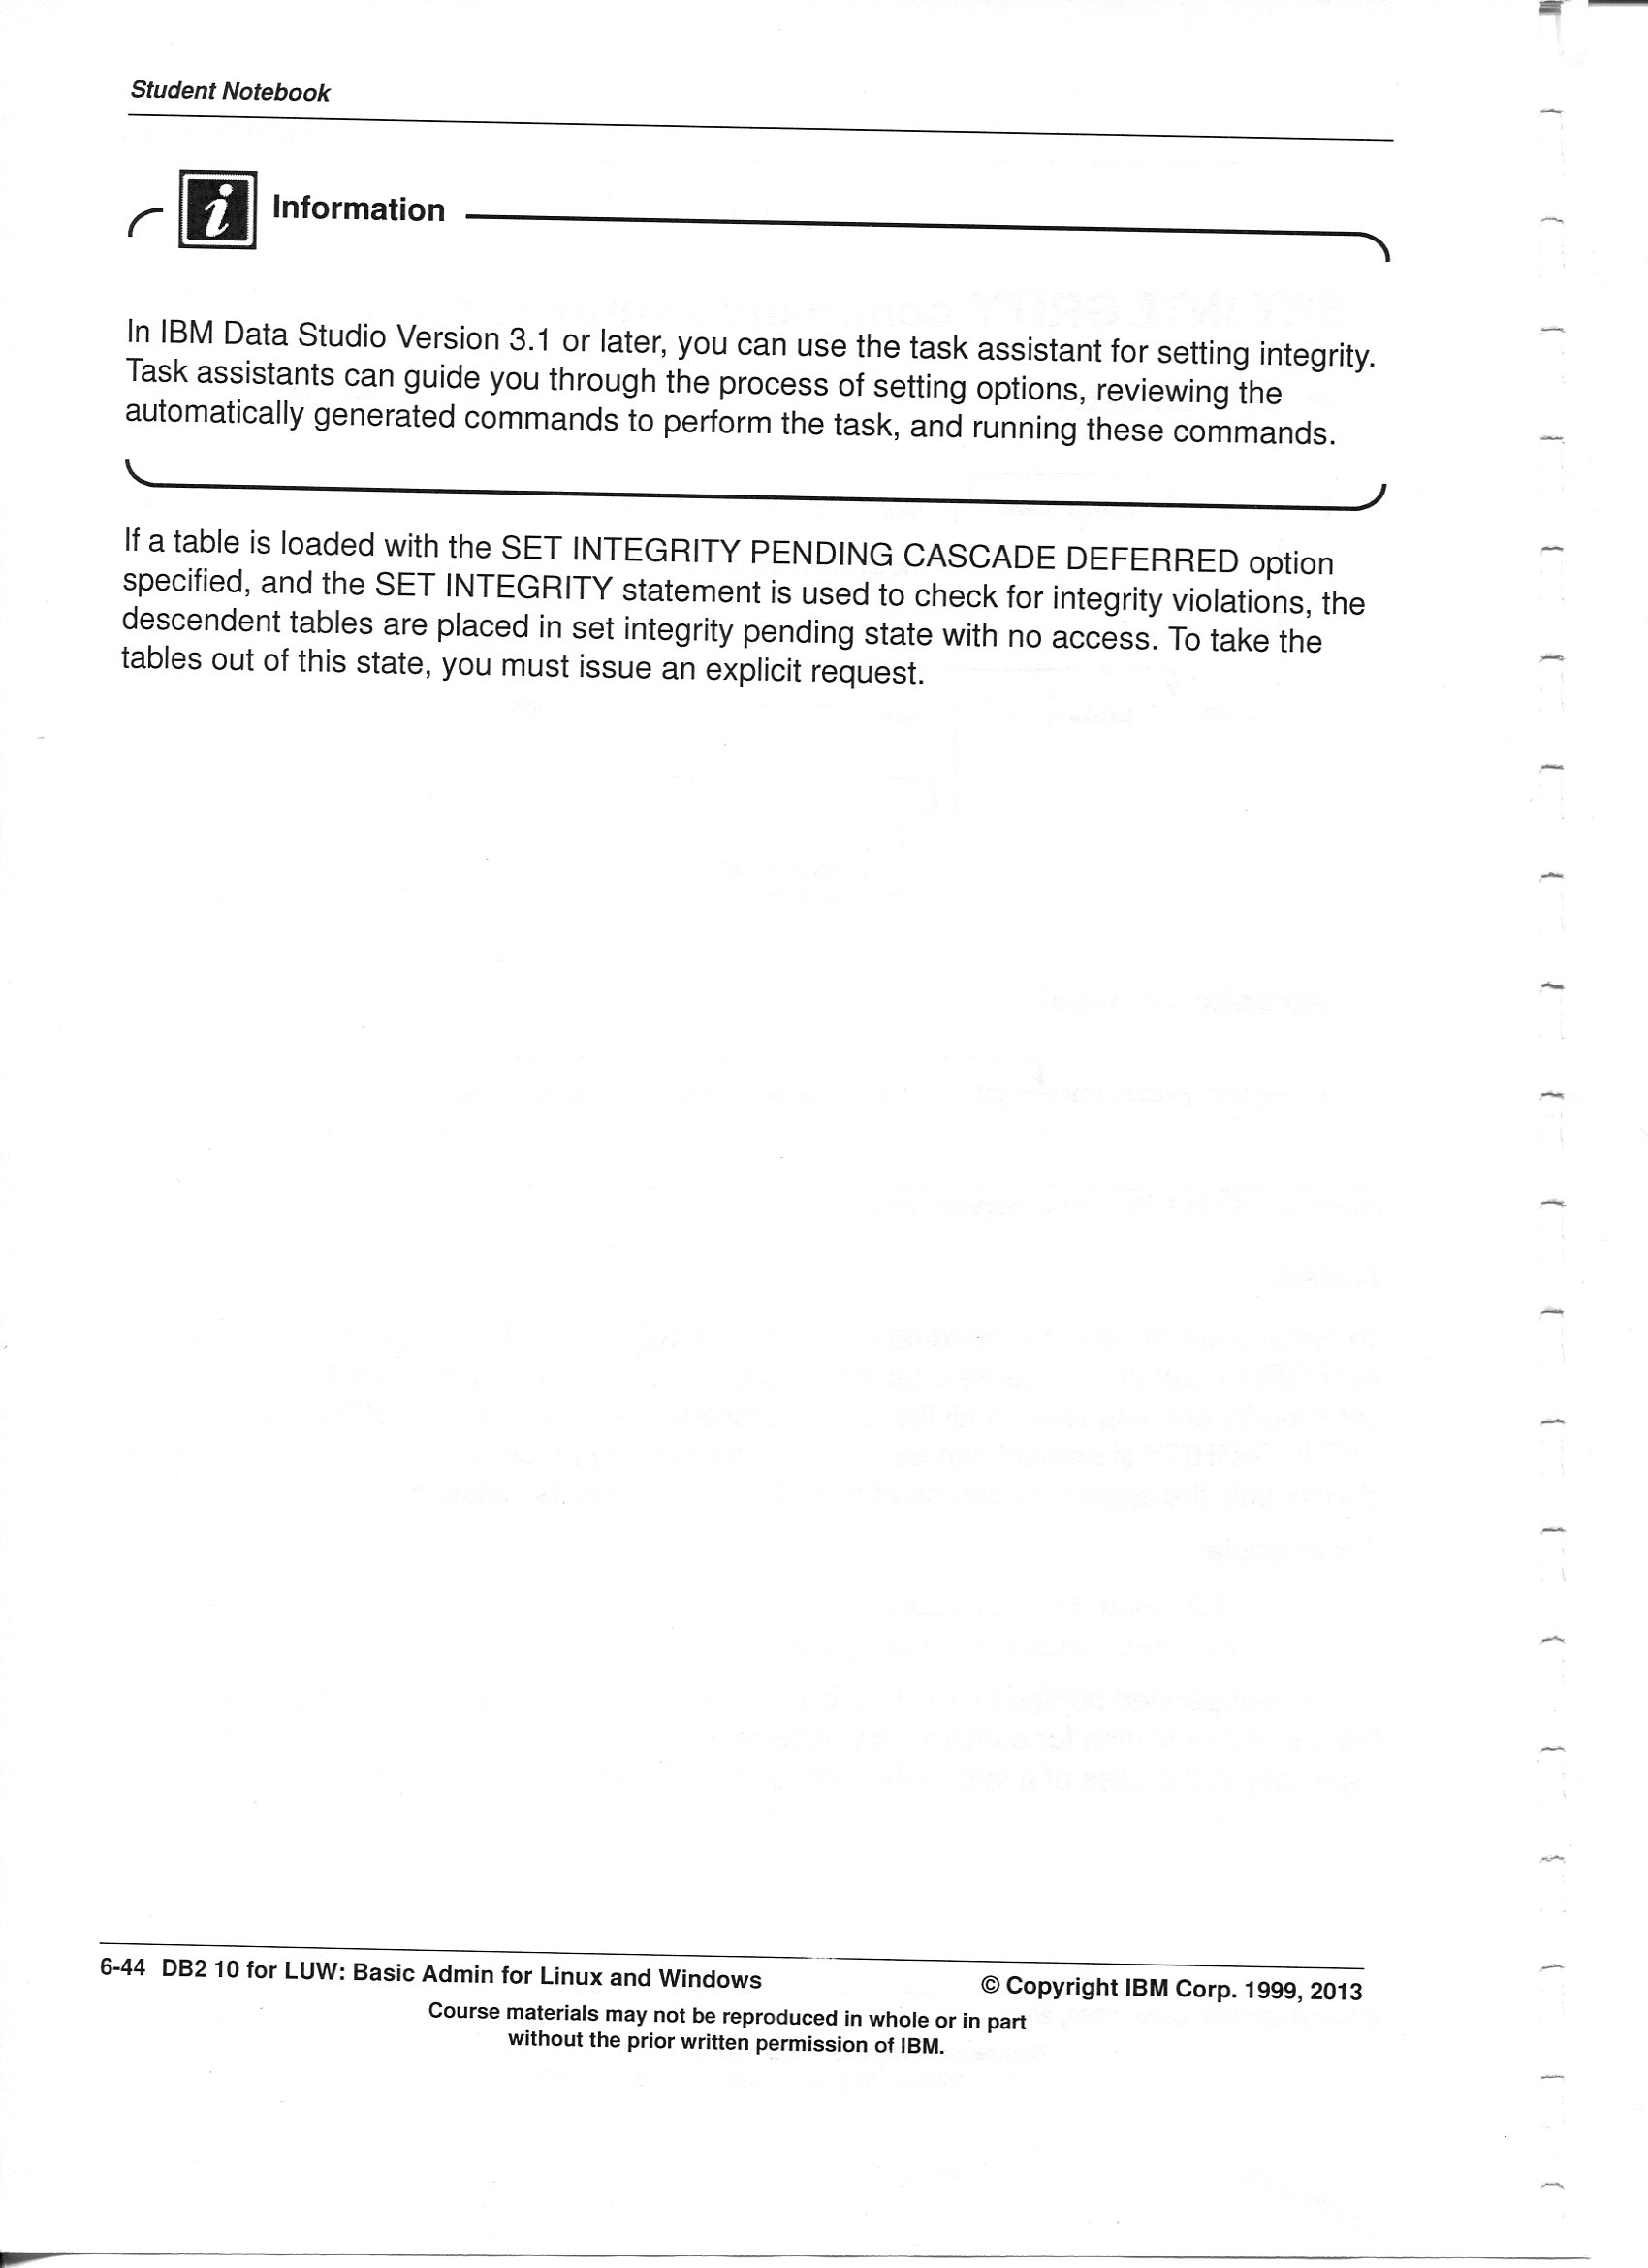 Student Notebook
Information
In IBM Data Studio Version 3.1 or later, you can use the task assistant for setting integrity.
Task assistants can guide you through the process of setting options, reviewing the
automatically generated commands to perform the task, and running these commands.
If a table is loaded with the SET INTEGRITY PENDING CASCADE DEFERRED option
specified, and the SET INTEGRITY statement is used to check for integrity violations, the
descendent tables are placed in set integrity pending state with no access. To take the
tables out of this state, you must issue an explicit request.
6-44 DB2 10 for LUW: Basic Admin for Linux and Windows © Copyright IBM Corp. 1999, 2013
Course materials may not be reproduced in whole or in part
without the prior written permission of IBM.